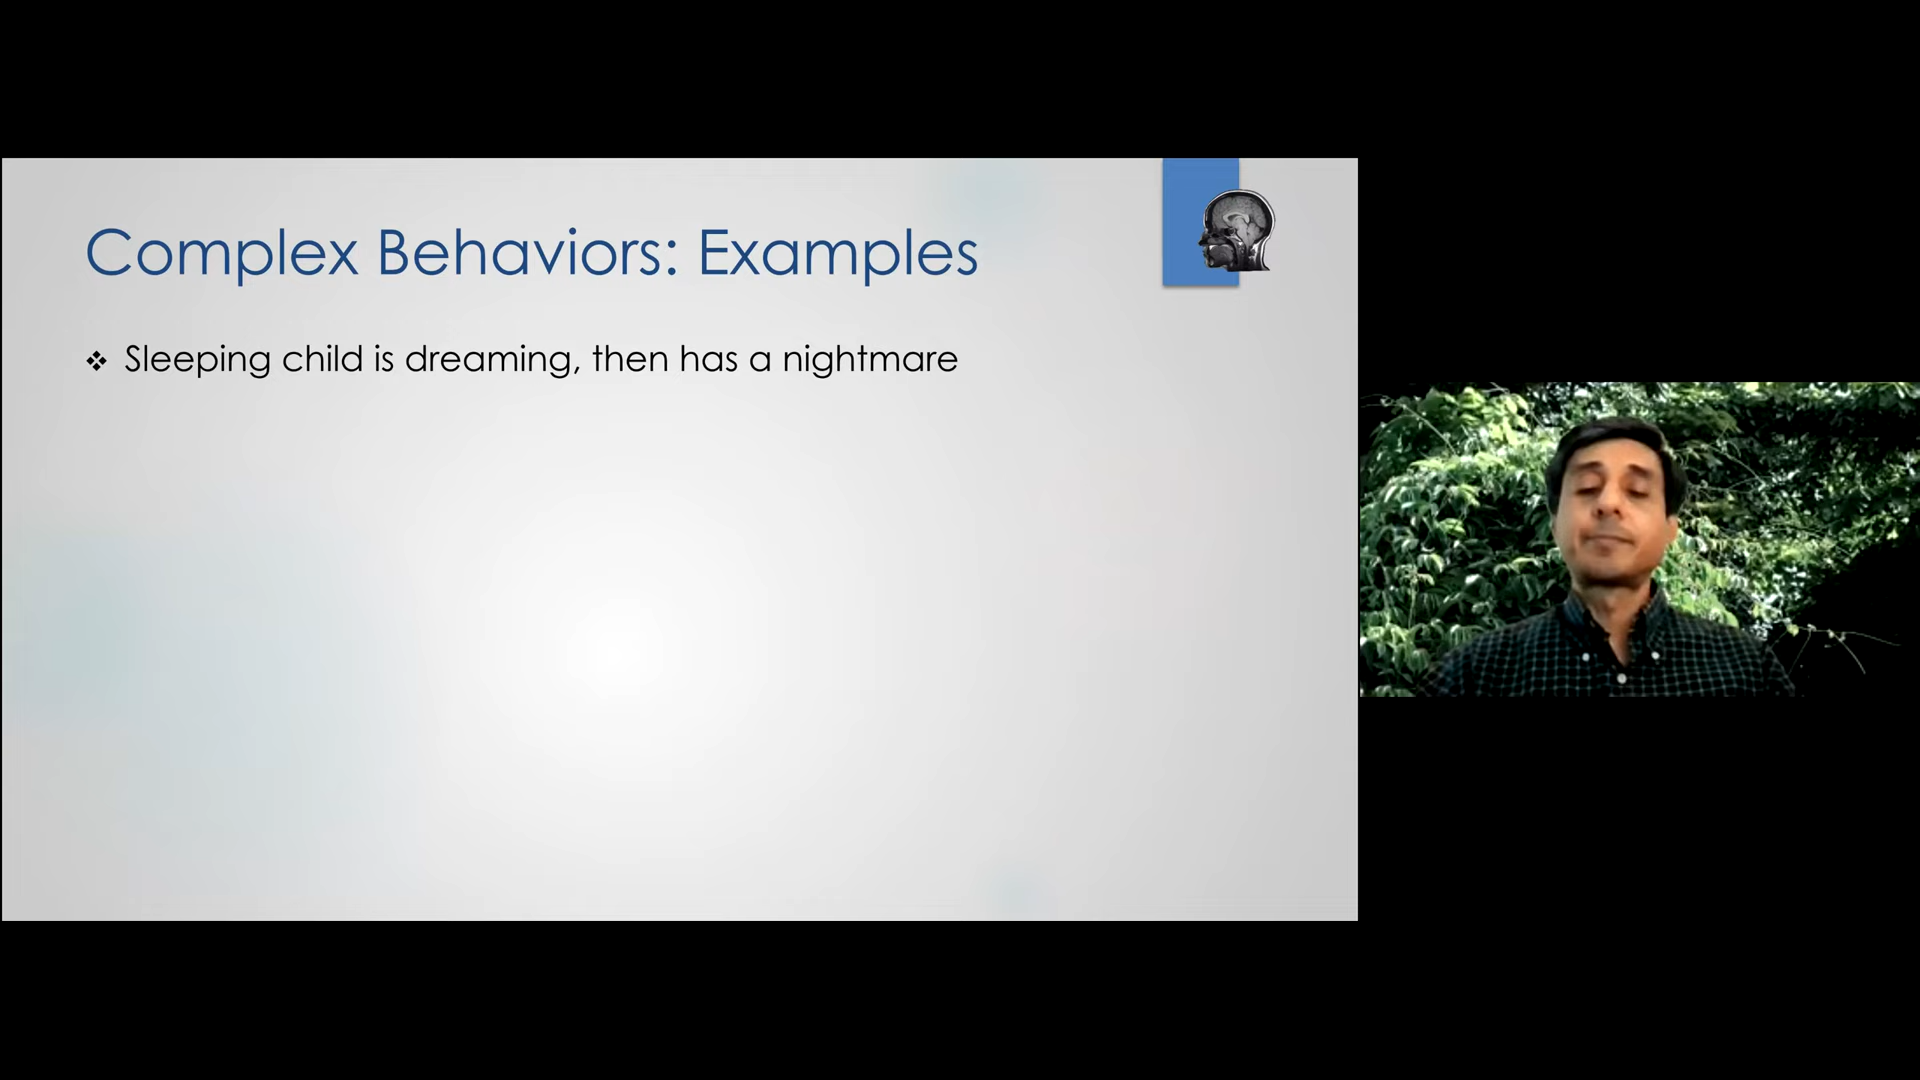 Complex Behaviors: Examples
❖ Sleeping child is dreaming, then has a nightmare